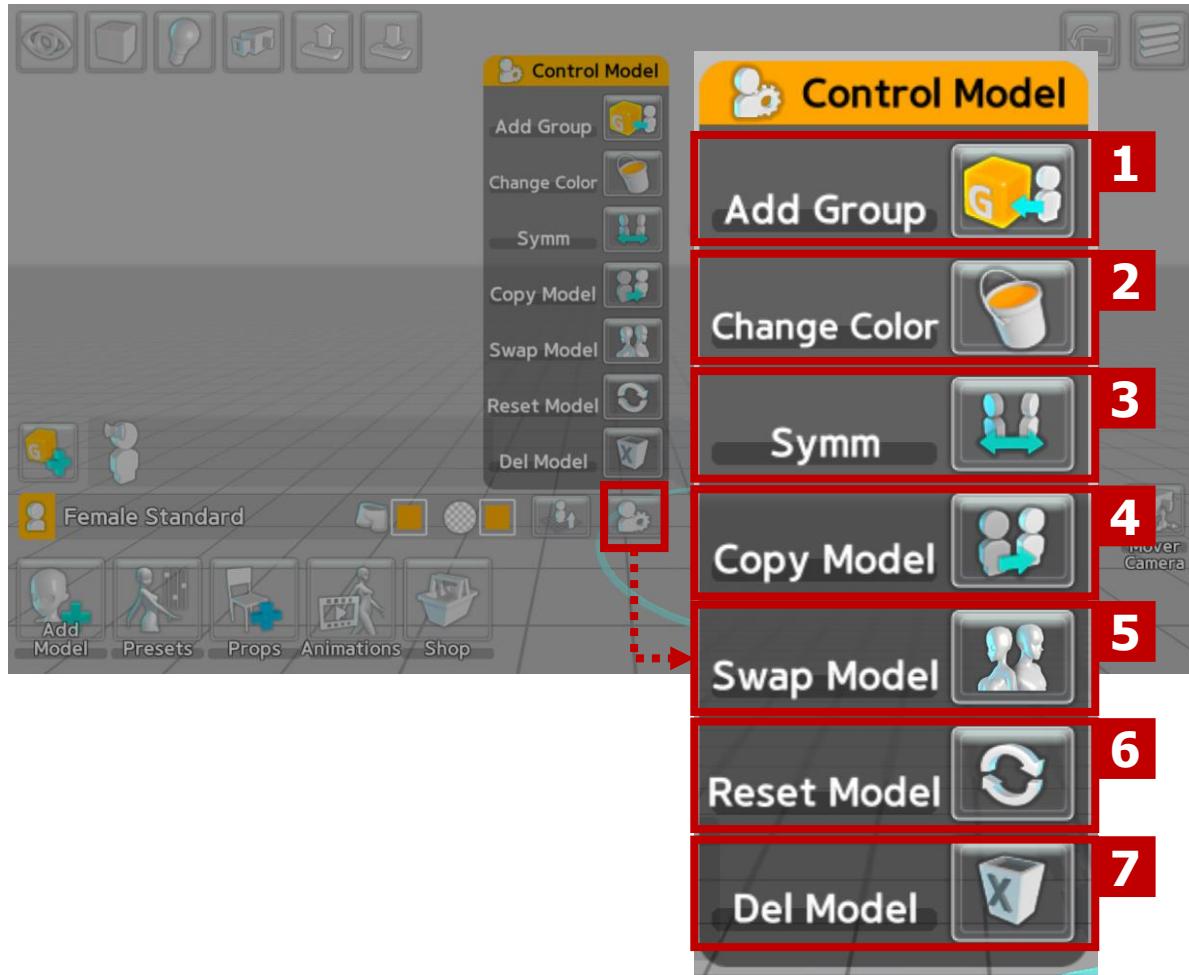 Control Model
Add Group
G
Change Color
Symm
Copy Model
Swap Model
Reset Model
Del Model
X
G
Female Standard
Add
Model
Presets
Props
Animations
Shop
Mover
Camera
Control Model
Add Group
G
1
Change Color
2
Symm
3
Copy Model
4
Swap Model
5
Reset Model
6
Del Model
X
7